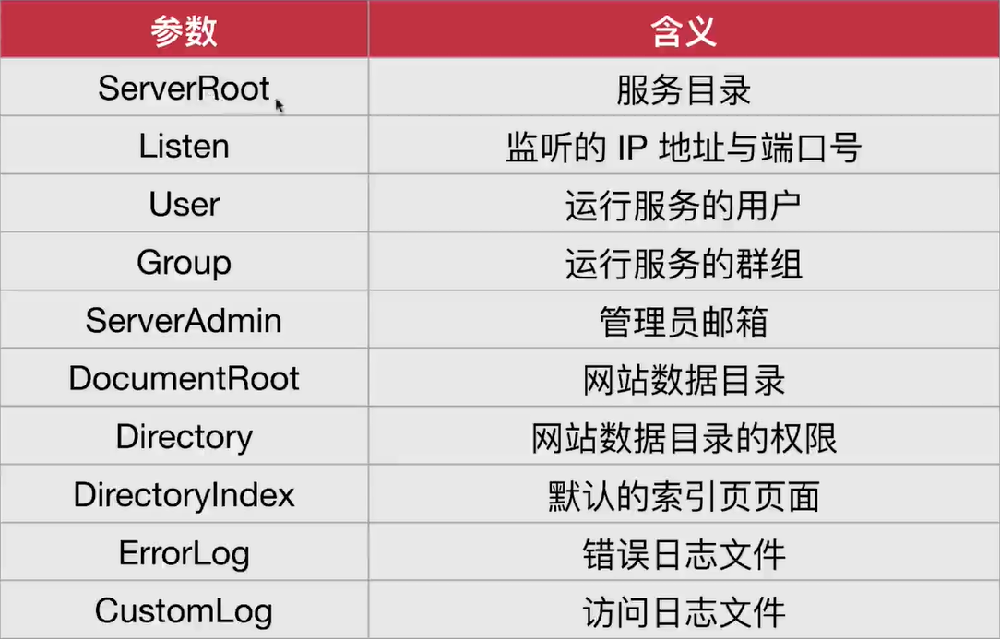 参数 含义
ServerRoot 服务目录
Listen 监听的 IP 地址与端口号
User 运行服务的用户
Group 运行服务的群组
ServerAdmin 管理员邮箱
DocumentRoot 网站数据目录
Directory 网站数据目录的权限
DirectoryIndex 默认的索引页页面
ErrorLog 错误日志文件
CustomLog 访问日志文件